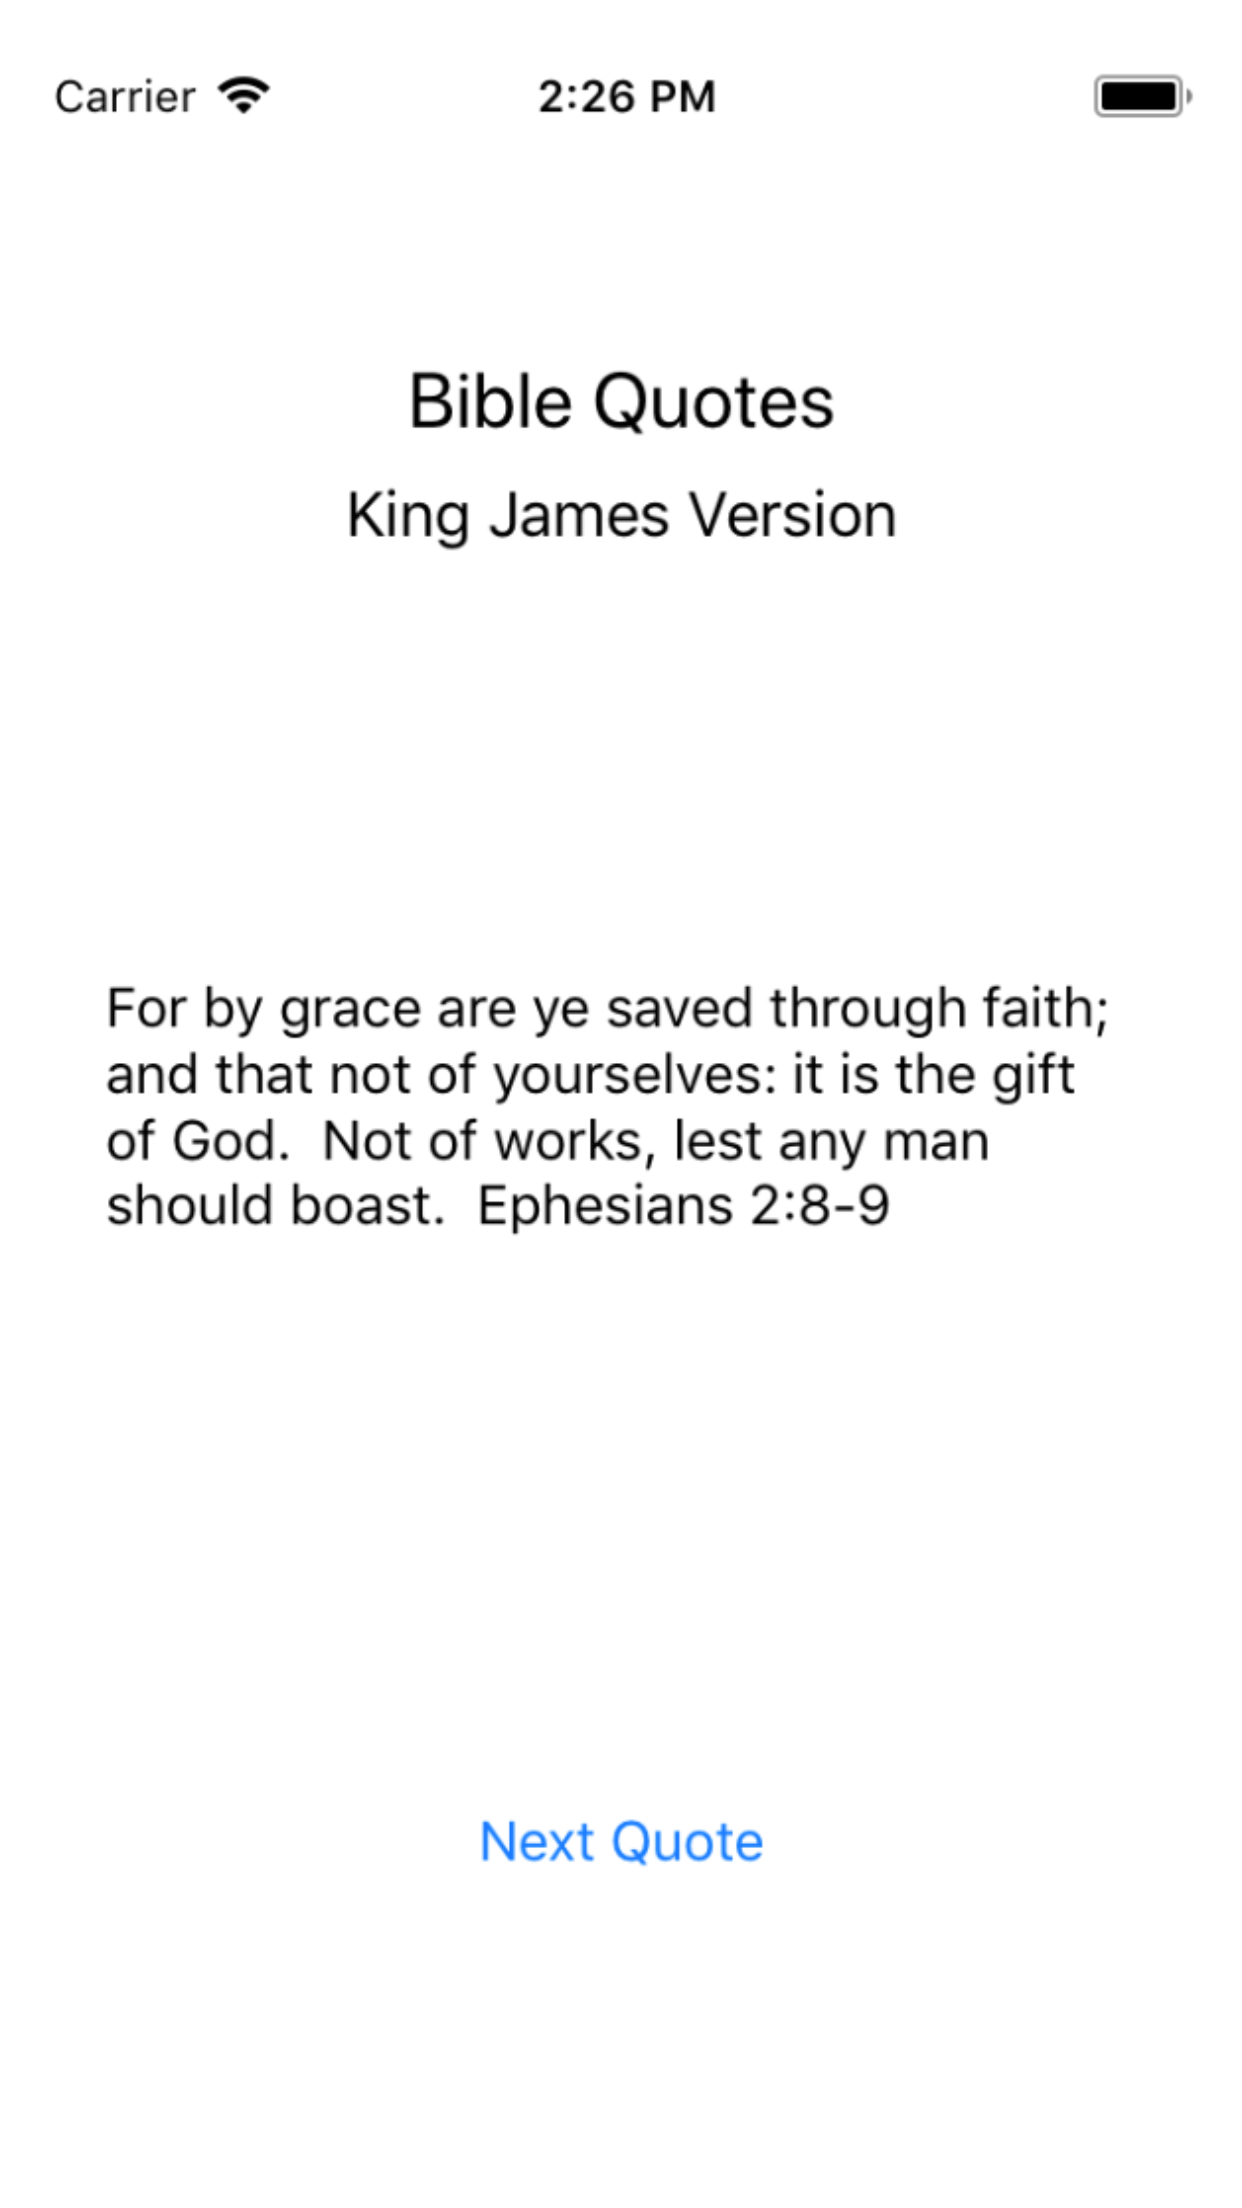 Carrier 2:26 PM
Bible Quotes
King James Version
For by grace are ye saved through faith;
and that not of yourselves: it is the gift
of God.  Not of works, lest any man
should boast.  Ephesians 2:8-9
Next Quote